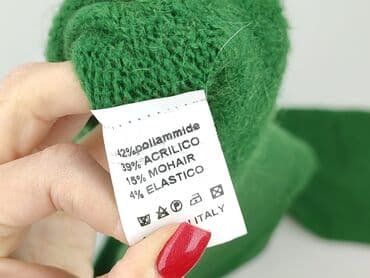 42%poliammide
39% ACRILICO
15% MOHAIR
4% ELASTICO
ITALY